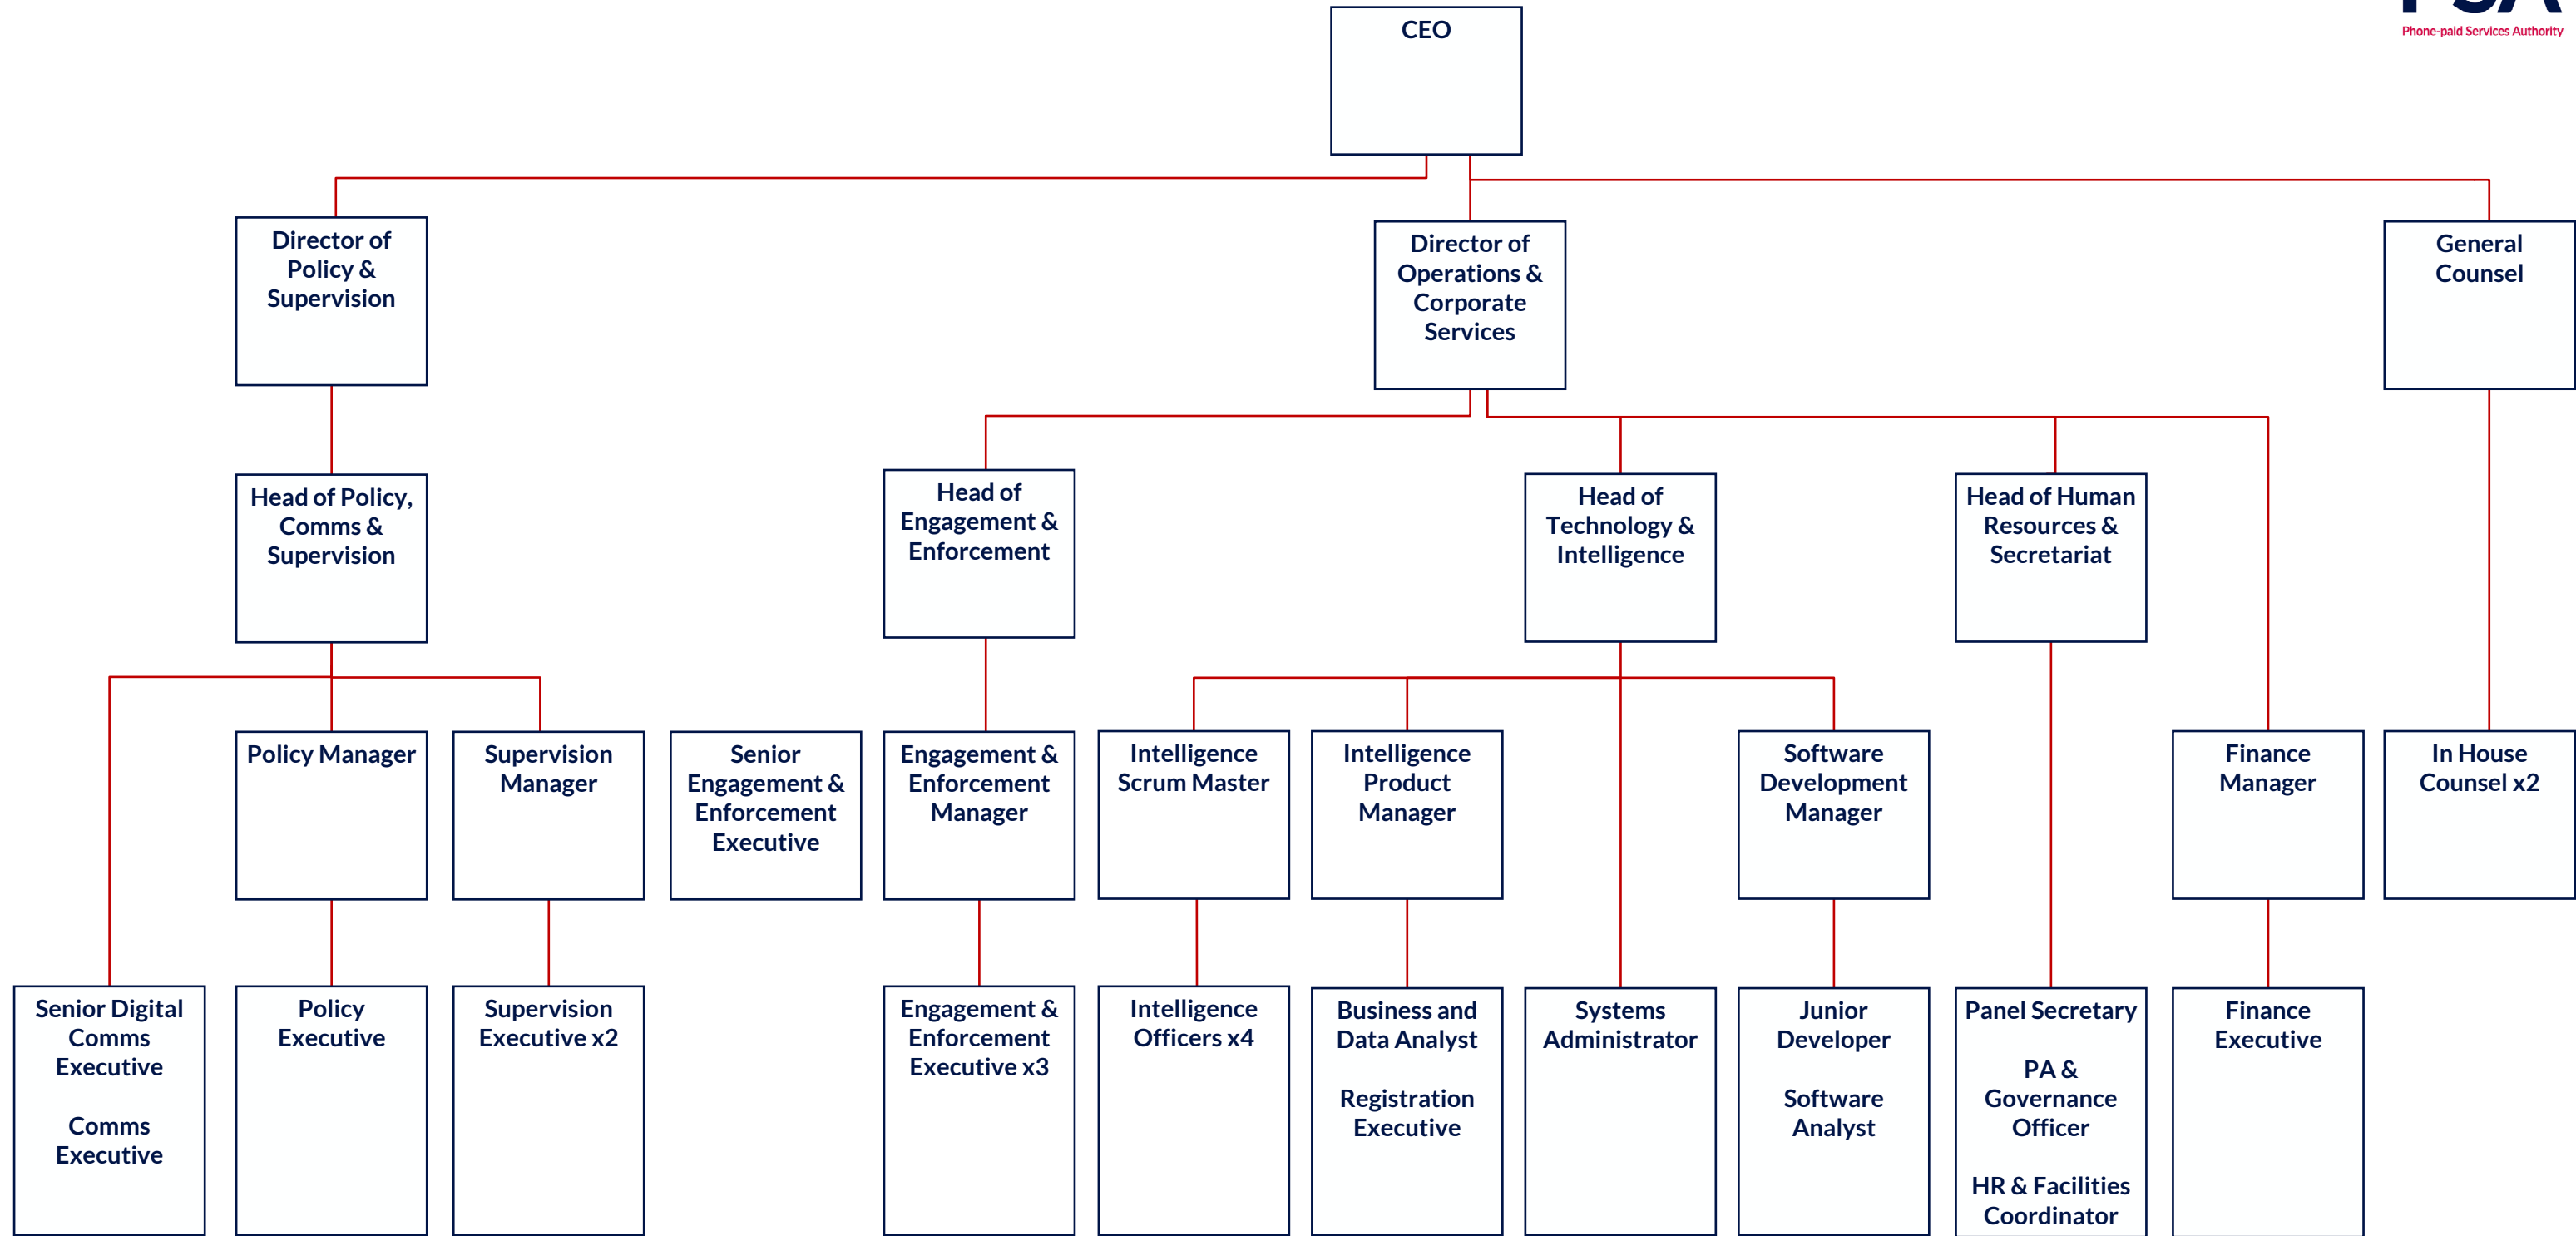 CEO
PSA
Phone-paid Services Authority
Director of
Policy &
Supervision
Director of
Operations &
Corporate
Services
General
Counsel
Head of Policy,
Comms &
Supervision
Head of
Engagement &
Enforcement
Head of
Technology &
Intelligence
Head of Human
Resources &
Secretariat
Policy Manager
Supervision
Manager
Senior
Engagement &
Enforcement
Executive
Engagement &
Enforcement
Manager
Intelligence
Scrum Master
Intelligence
Product
Manager
Software
Development
Manager
Finance
Manager
In House
Counsel x2
Senior Digital
Comms
Executive
Comms
Executive
Policy
Executive
Supervision
Executive x2
Engagement &
Enforcement
Executive x3
Intelligence
Officers x4
Business and
Data Analyst
Registration
Executive
Systems
Administrator
Junior
Developer
Software
Analyst
Panel Secretary
PA &
Governance
Officer
HR & Facilities
Coordinator
Finance
Executive